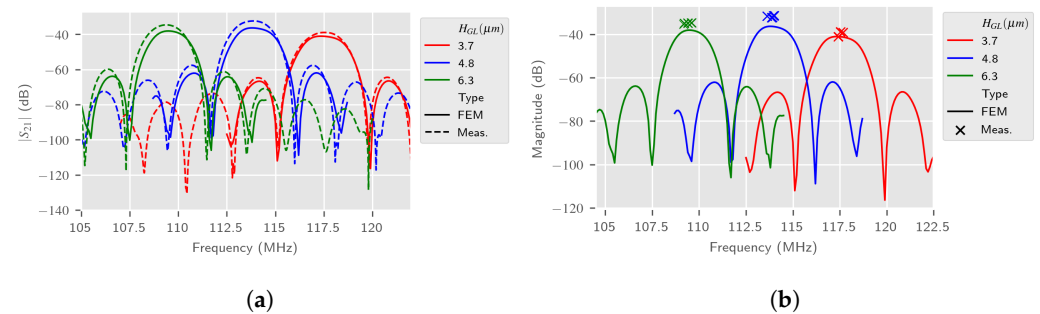 −40
−60
−80
−100
−120
−140
|S21| (dB)
105
107.5
110
112.5
115
117.5
120
Frequency (MHz)
H_GL(μm)
3.7
4.8
6.3
Type
FEM
Meas.
(a)
−40
−60
−80
−100
−120
Magnitude (dB)
105
107.5
110
112.5
115
117.5
120
122.5
Frequency (MHz)
H_GL(μm)
3.7
4.8
6.3
Type
FEM
Meas.
(b)